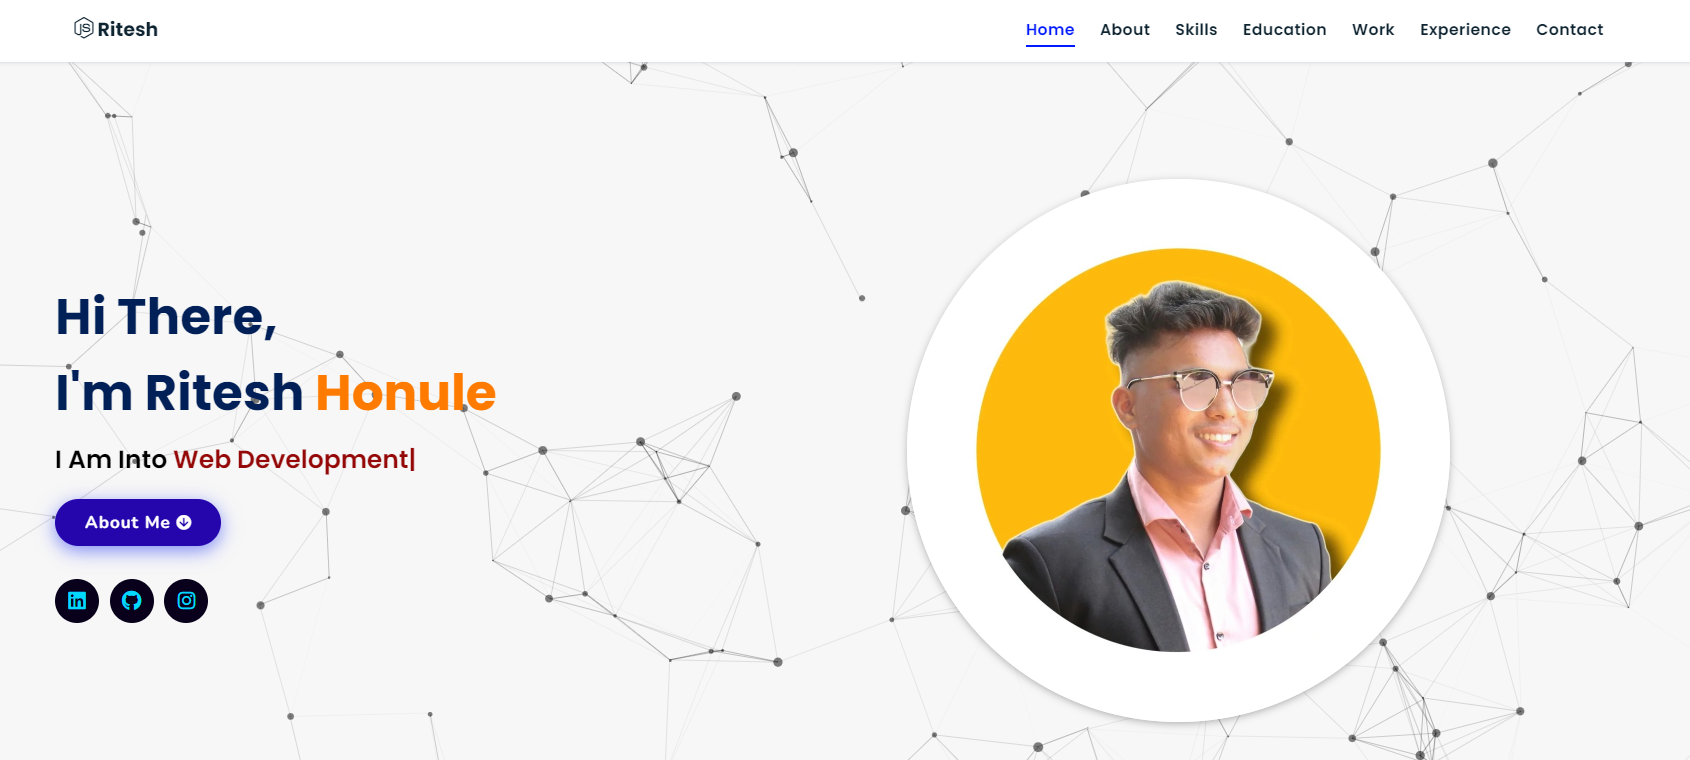 Ritesh
Home About Skills Education Work Experience Contact
Hi There,
I'm Ritesh Honule
I Am Into Web Development|
About Me